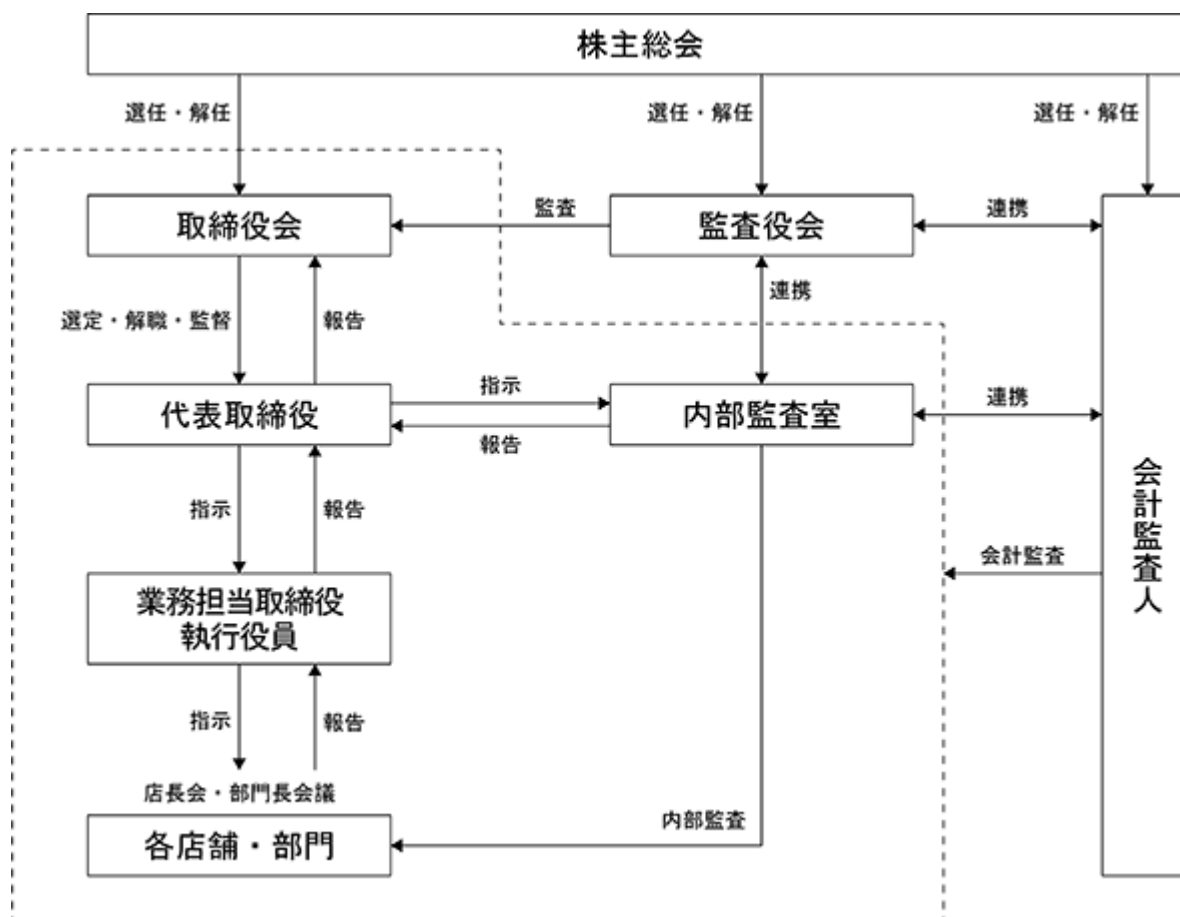 株主総会
選任・解任
選任・解任
選任・解任
取締役会
監査
監査役会
連携
会計監査人
選定・解職・監督
報告
連携
代表取締役
指示
報告
内部監査室
連携
指示
報告
会計監査
業務担当取締役
執行役員
指示
報告
店長会・部門長会議
各店舗・部門
内部監査